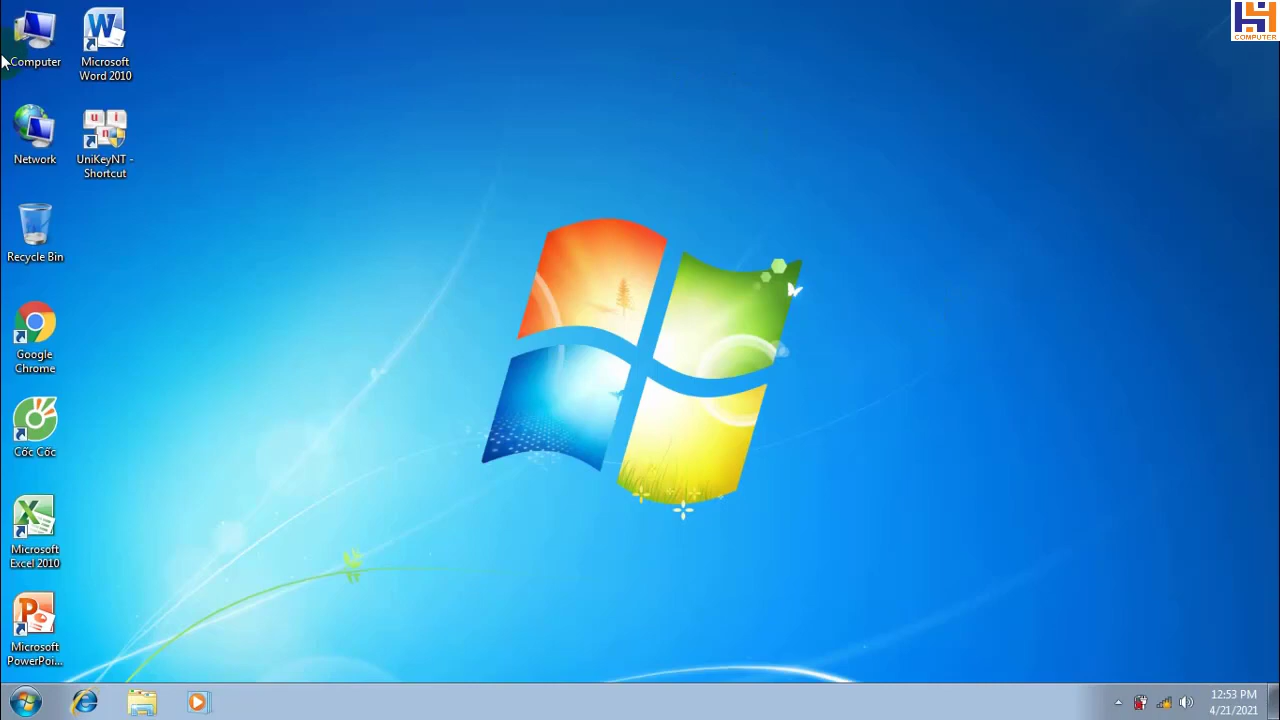 Computer
Microsoft
Word 2010
Network
UniKeyNT -
Shortcut
Recycle Bin
Google
Chrome
Cốc Cốc
Microsoft
Excel 2010
Microsoft
PowerPoi...
COMPUTER
12:53 PM
4/21/2021